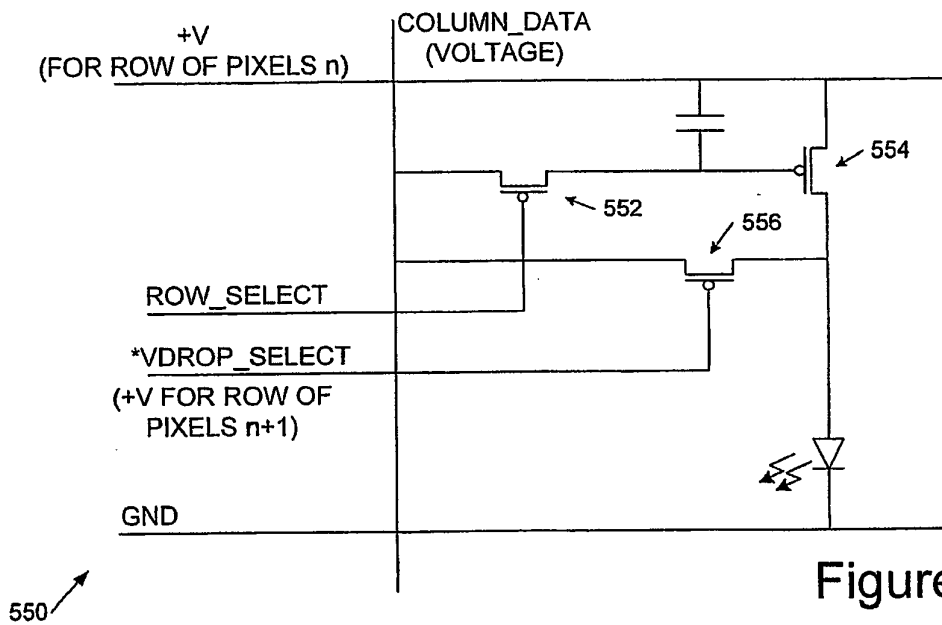 +V
(FOR ROW OF PIXELS n)
COLUMN_DATA
(VOLTAGE)
554
552
556
ROW_SELECT
*VDROP_SELECT
(+V FOR ROW OF
PIXELS n+1)
GND
550
Figure